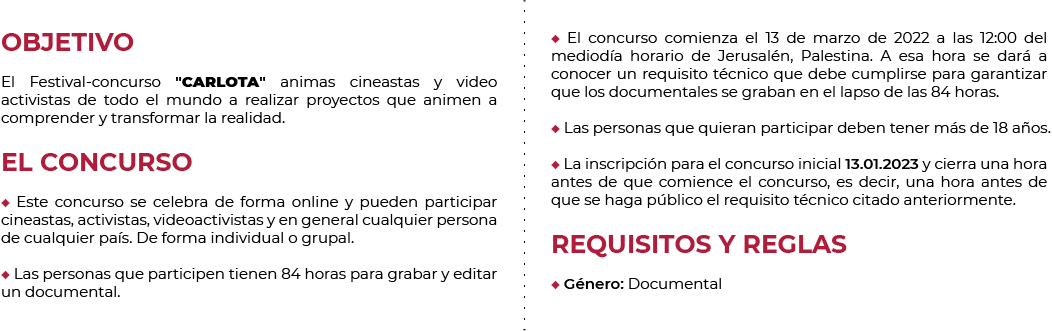 OBJETIVO
El Festival-concurso "CARLOTA" animas cineastas y video
activistas de todo el mundo a realizar proyectos que animen a
comprender y transformar la realidad.
EL CONCURSO
◆ Este concurso se celebra de forma online y pueden participar
cineastas, activistas, videoactivistas y en general cualquier persona
de cualquier país. De forma individual o grupal.
◆ Las personas que participen tienen 84 horas para grabar y editar
un documental.
◆ El concurso comienza el 13 de marzo de 2022 a las 12:00 del
mediodía horario de Jerusalén, Palestina. A esa hora se dará a
conocer un requisito técnico que debe cumplirse para garantizar
que los documentales se graban en el lapso de las 84 horas.
◆ Las personas que quieran participar deben tener más de 18 años.
◆ La inscripción para el concurso inicial 13.01.2023 y cierra una hora
antes de que comience el concurso, es decir, una hora antes de
que se haga público el requisito técnico citado anteriormente.
REQUISITOS Y REGLAS
◆ Género: Documental